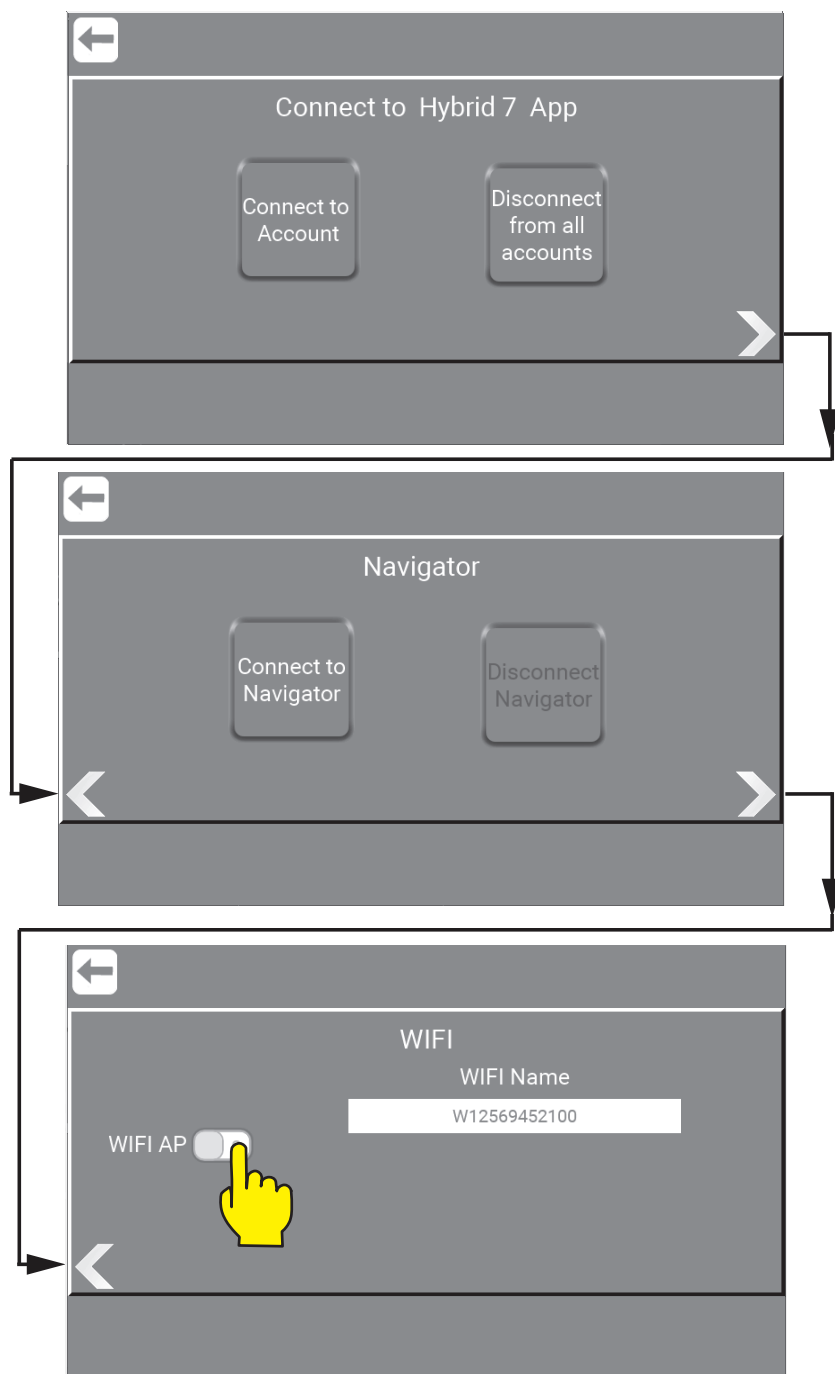 Connect to Hybrid 7 App
Connect to
Account
Disconnect
from all
accounts
Navigator
Connect to
Navigator
Disconnect
Navigator
WIFI
WIFI Name
W12569452100
WIFI AP